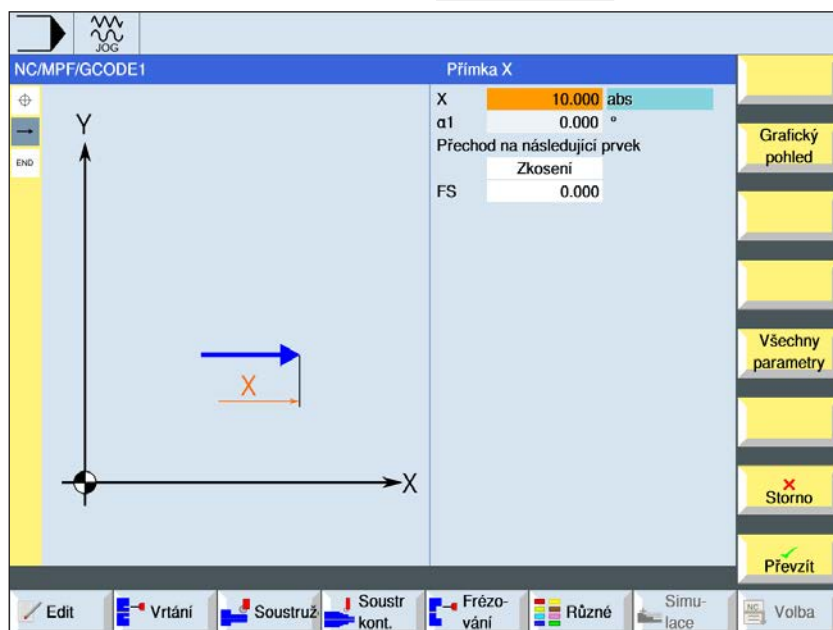 JOG
NC/MPF/GCODE1
Přímka X
X 10.000 abs
α1 0.000 °
Přechod na následující prvek
Zkosení
FS 0.000
END
Y
X
X
Grafický
pohled
Všechny
parametry
Storno
Převzít
Edit
Vrtání
Soustruž
Soustr
kont.
Frézo-
vání
Různé
Simu-
lace
NC
Volba